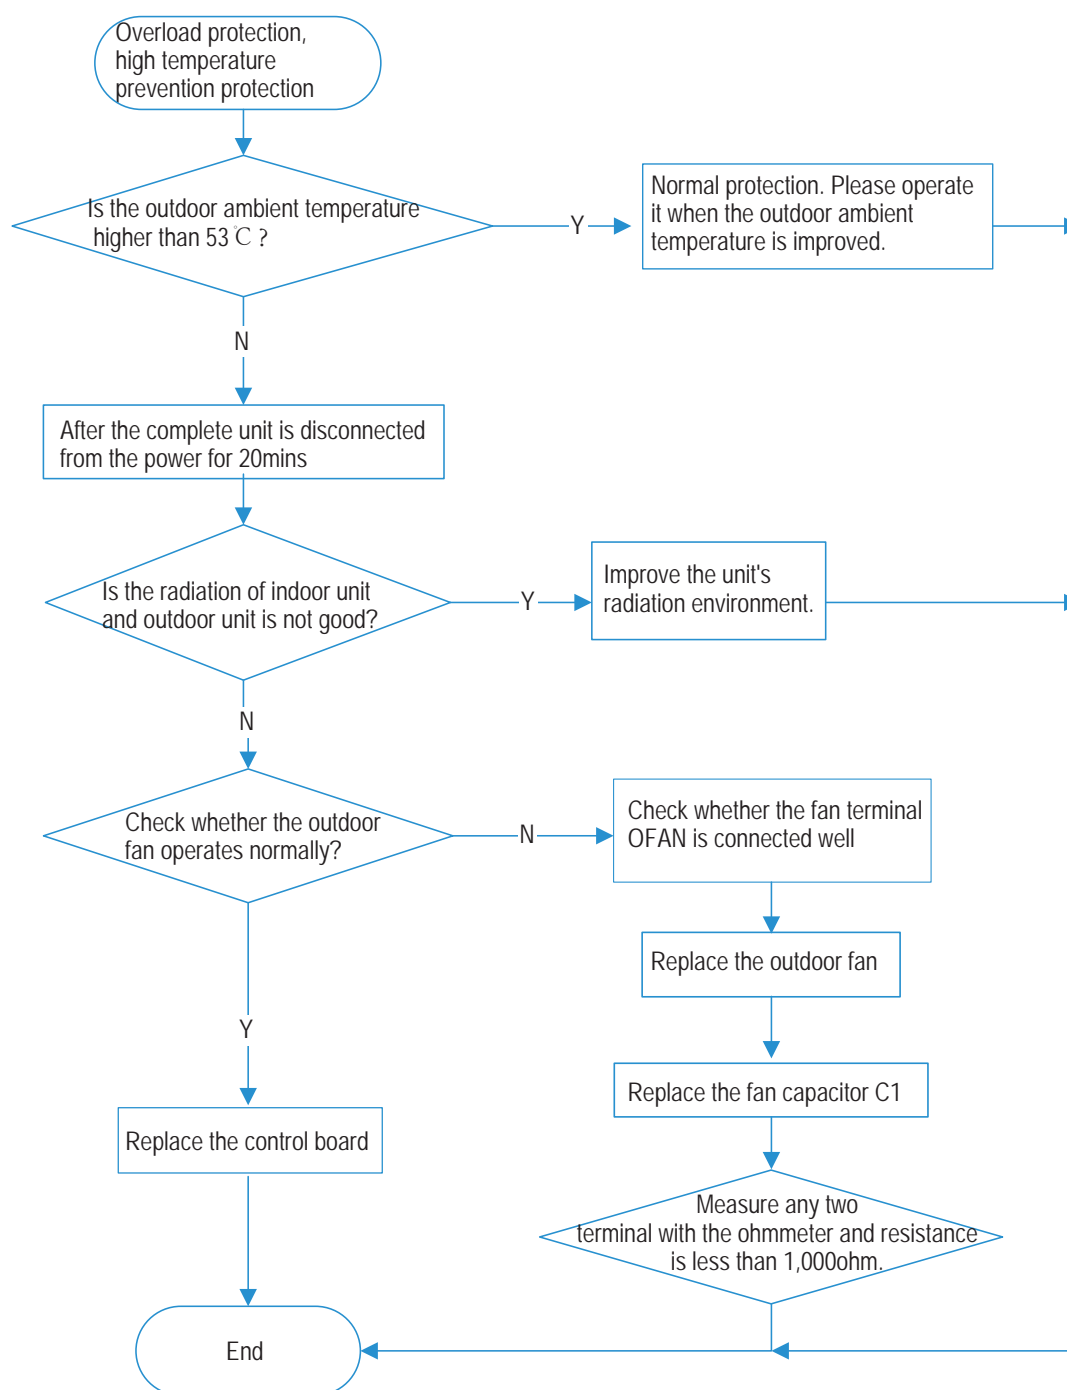 Overload protection,
high temperature
prevention protection
Is the outdoor ambient temperature
higher than 53℃ ?
Y
Normal protection. Please operate
it when the outdoor ambient
temperature is improved.
N
After the complete unit is disconnected
from the power for 20mins
Is the radiation of indoor unit
and outdoor unit is not good?
Y
Improve the unit's
radiation environment.
N
Check whether the outdoor
fan operates normally?
N
Check whether the fan terminal
OFAN is connected well
Replace the outdoor fan
Y
Replace the fan capacitor C1
Replace the control board
Measure any two
terminal with the ohmmeter and resistance
is less than 1,000ohm.
End